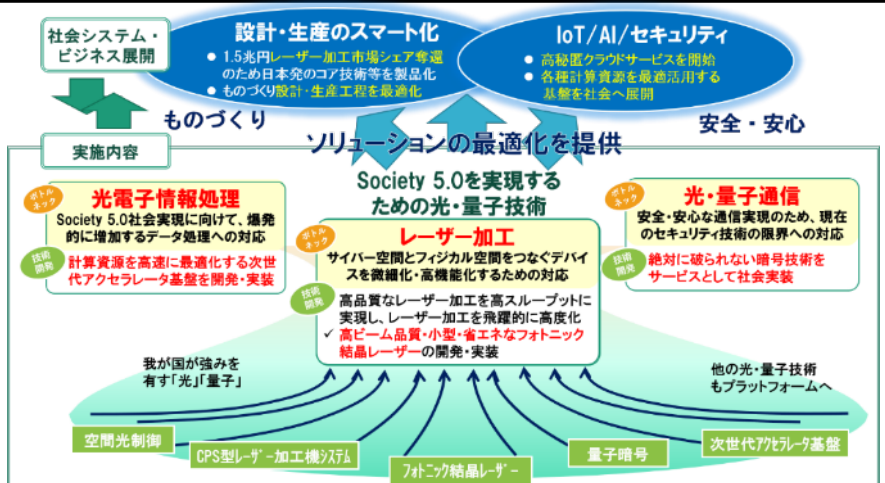 社会システム・
ビジネス展開
設計・生産のスマート化
● 1.5兆円レーザー加工市場シェア奪還
のため日本発のコア技術等を製品化
● ものづくり設計・生産工程を最適化
IoT/AI/セキュリティ
● 高秘匿クラウドサービスを開始
● 各種計算資源を最適活用する
基盤を社会へ展開
ものづくり
ソリューションの最適化を提供
安全・安心
実施内容
Society 5.0を実現する
ための光・量子技術
ボトル
ネック
光電子情報処理
Society 5.0社会実現に向けて、爆発
的に増加するデータ処理への対応
技術
開発
計算資源を高速に最適化する次世
代アクセラレータ基盤を開発・実装
ボトル
ネック
レーザー加工
サイバー空間とフィジカル空間をつなぐデバイ
スを微細化・高機能化するための対応
技術
開発
高品質なレーザー加工を高スループットに
実現し、レーザー加工を飛躍的に高度化
✓ 高ビーム品質・小型・省エネなフォトニック
結晶レーザーの開発・実装
ボトル
ネック
光・量子通信
安全・安心な通信実現のため、現在
のセキュリティ技術の限界への対応
技術
開発
絶対に破られない暗号技術を
サービスとして社会実装
我が国が強みを
有す「光」「量子」
他の光・量子技術
もプラットフォームへ
空間光制御
CPS型ﾚｰｻﾞｰ加工機ｼｽﾃﾑ
ﾌｫﾄﾆｯｸ結晶ﾚｰｻﾞｰ
量子暗号
次世代ｱｸｾﾗﾚｰﾀ基盤